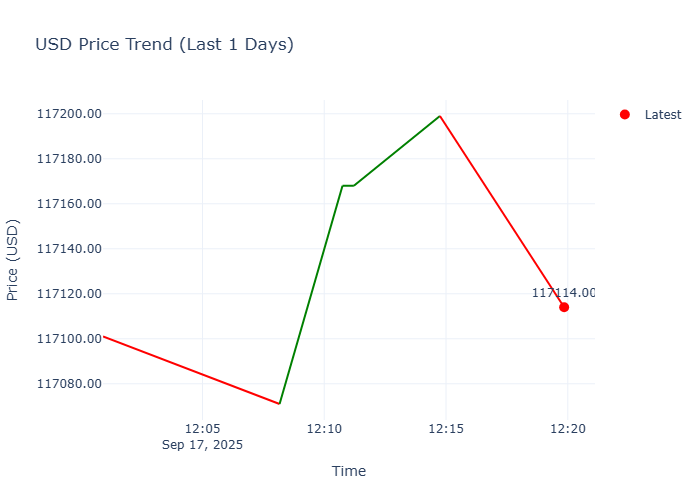 USD Price Trend (Last 1 Days)
Latest
117200.00
117180.00
117160.00
117140.00
117120.00
117100.00
117080.00
Price (USD)
117114.00
12:05
Sep 17, 2025
12:10
12:15
12:20
Time